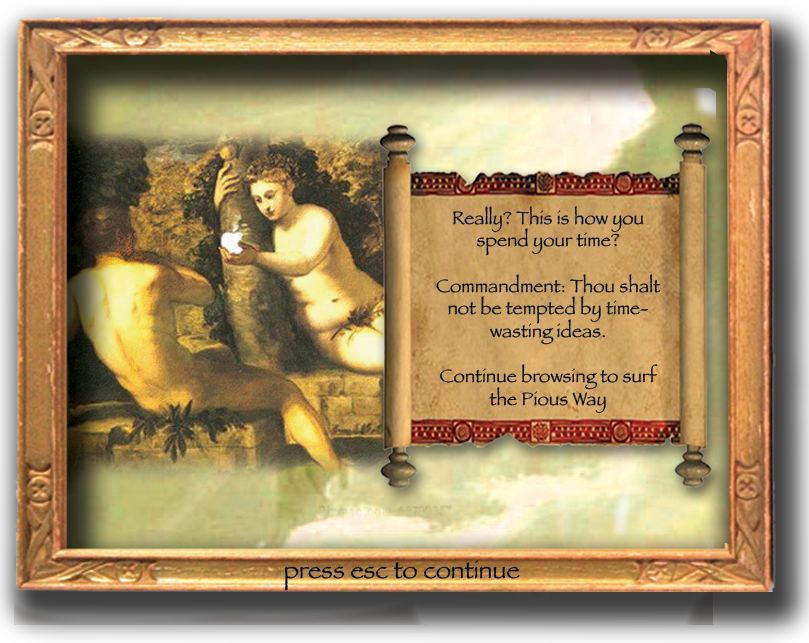 Really? This is how you
spend your time?
Commandment: Thou shalt
not be tempted by time-
wasting ideas.
Continue browsing to surf
the Pious Way
press esc to continue